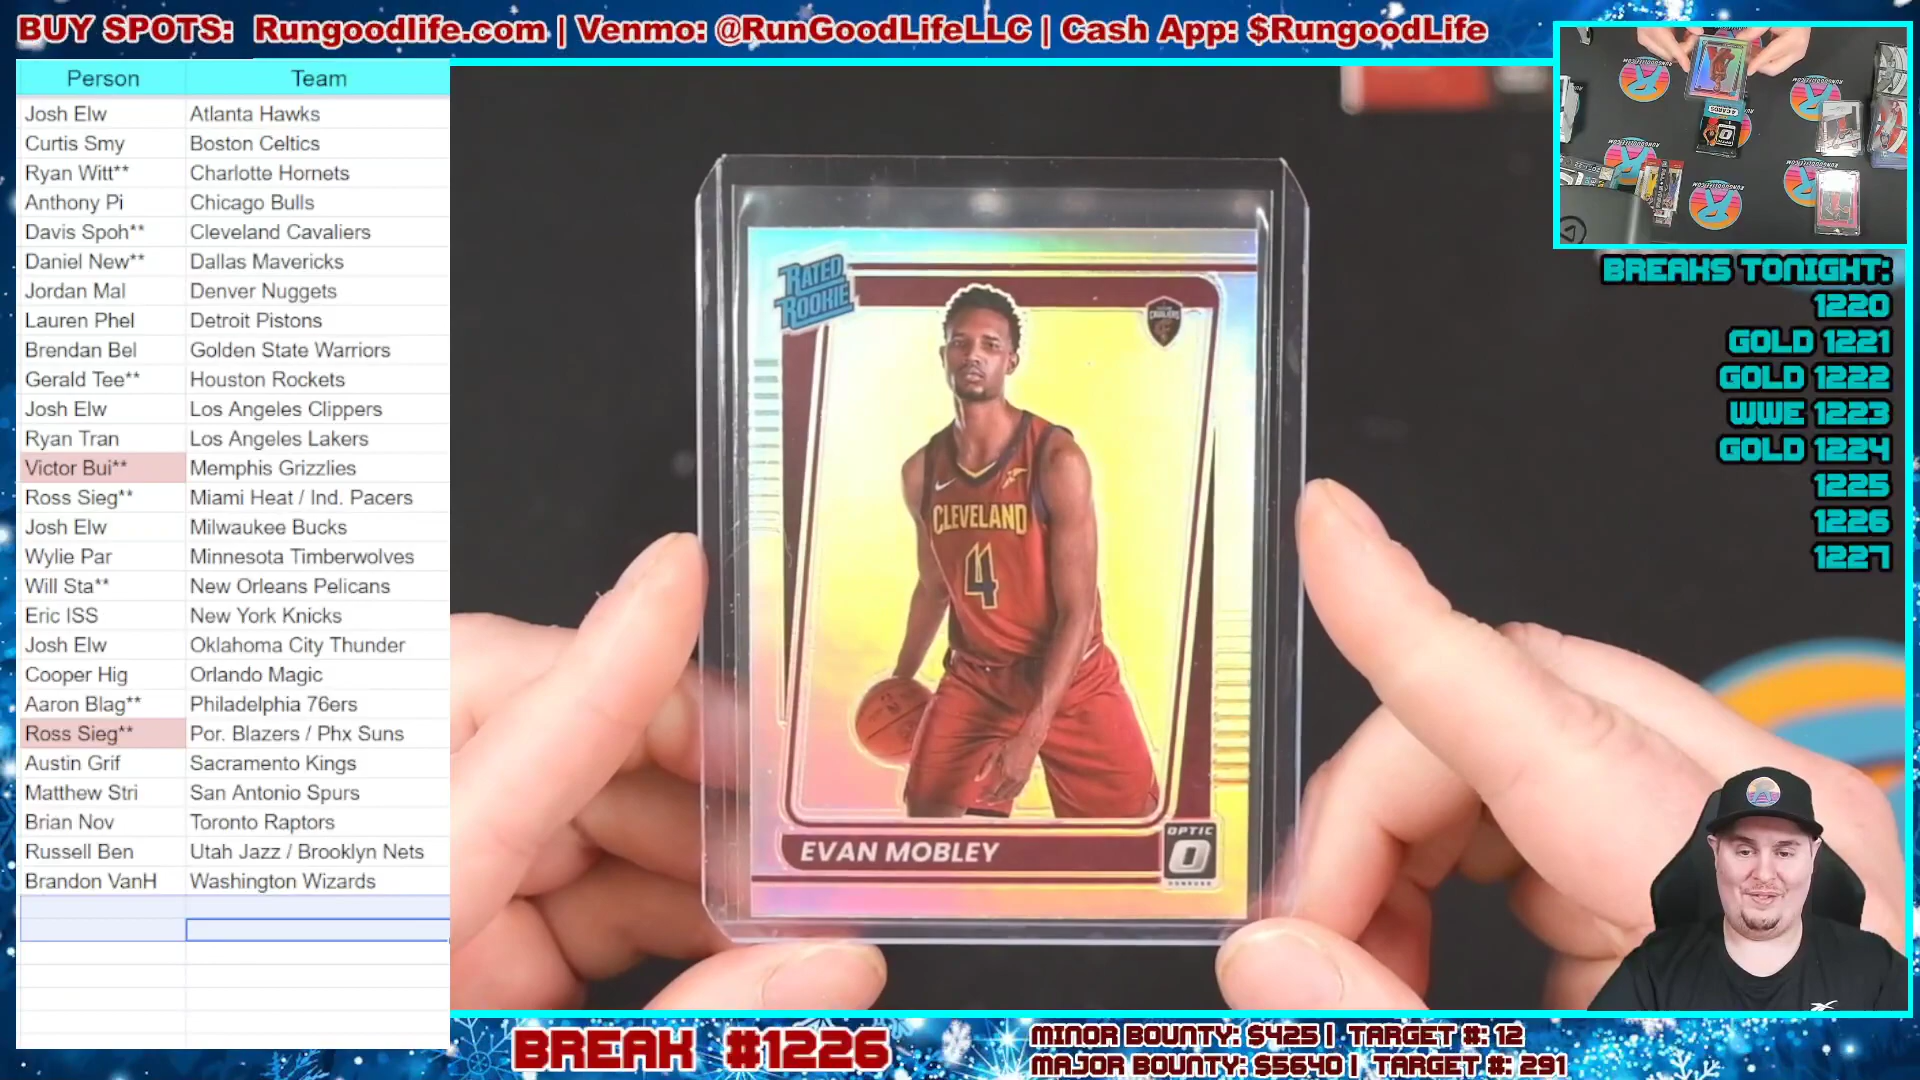 BUY SPOTS: Rungoodlife.com | Venmo: @RunGoodLifeLLC | Cash App: $RungoodLife
Person Team
Josh Elw Atlanta Hawks
Curtis Smy Boston Celtics
Ryan Witt** Charlotte Hornets
Anthony Pi Chicago Bulls
Davis Spoh** Cleveland Cavaliers
Daniel New** Dallas Mavericks
Jordan Mal Denver Nuggets
Lauren Phel Detroit Pistons
Brendan Bel Golden State Warriors
Gerald Tee** Houston Rockets
Josh Elw Los Angeles Clippers
Ryan Tran Los Angeles Lakers
Victor Bui** Memphis Grizzlies
Ross Sieg** Miami Heat / Ind. Pacers
Josh Elw Milwaukee Bucks
Wylie Par Minnesota Timberwolves
Will Sta** New Orleans Pelicans
Eric ISS New York Knicks
Josh Elw Oklahoma City Thunder
Cooper Hig Orlando Magic
Aaron Blag** Philadelphia 76ers
Ross Sieg** Por. Blazers / Phx Suns
Austin Grif Sacramento Kings
Matthew Stri San Antonio Spurs
Brian Nov Toronto Raptors
Russell Ben Utah Jazz / Brooklyn Nets
Brandon VanH Washington Wizards
RATED
ROOKIE
CAVALIERS
CLEVELAND
4
EVAN MOBLEY
OPTIC
DONRUSS
BREAKS TONIGHT:
1220
GOLD 1221
GOLD 1222
WWE 1223
GOLD 1224
1225
1226
1227
BREAK #1226
MINOR BOUNTY: $425 | TARGET #: 12
MAJOR BOUNTY: $5640 | TARGET #: 291